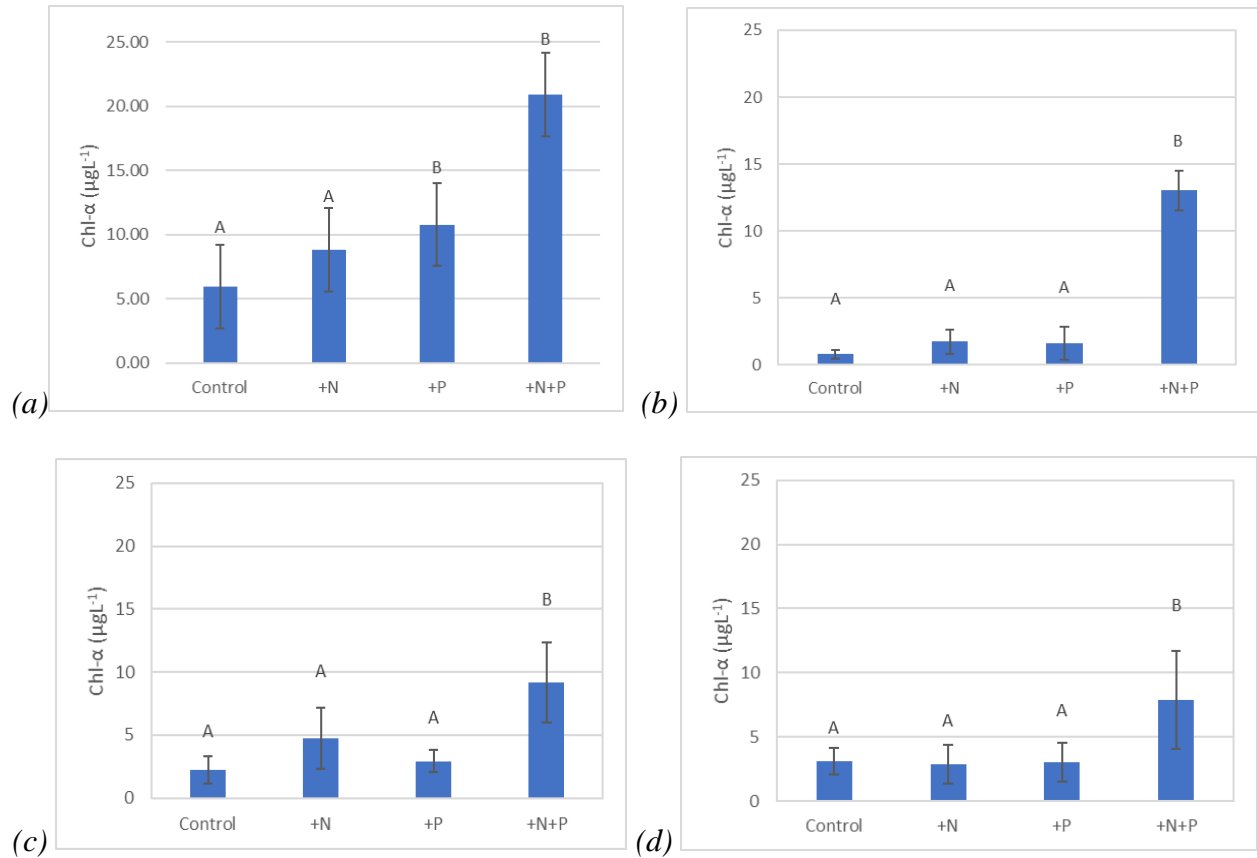 25.00
20.00
15.00
10.00
5.00
0.00
Chl-α (µgL-1)
A
A
B
B
Control +N +P +N+P
(a)
25
20
15
10
5
0
Chl-α (µgL-1)
A
A
A
B
Control +N +P +N+P
(b)
25
20
15
10
5
0
Chl-α (µgL-1)
A
A
A
B
Control +N +P +N+P
(c)
25
20
15
10
5
0
Chl-α (µgL-1)
A
A
A
B
Control +N +P +N+P
(d)